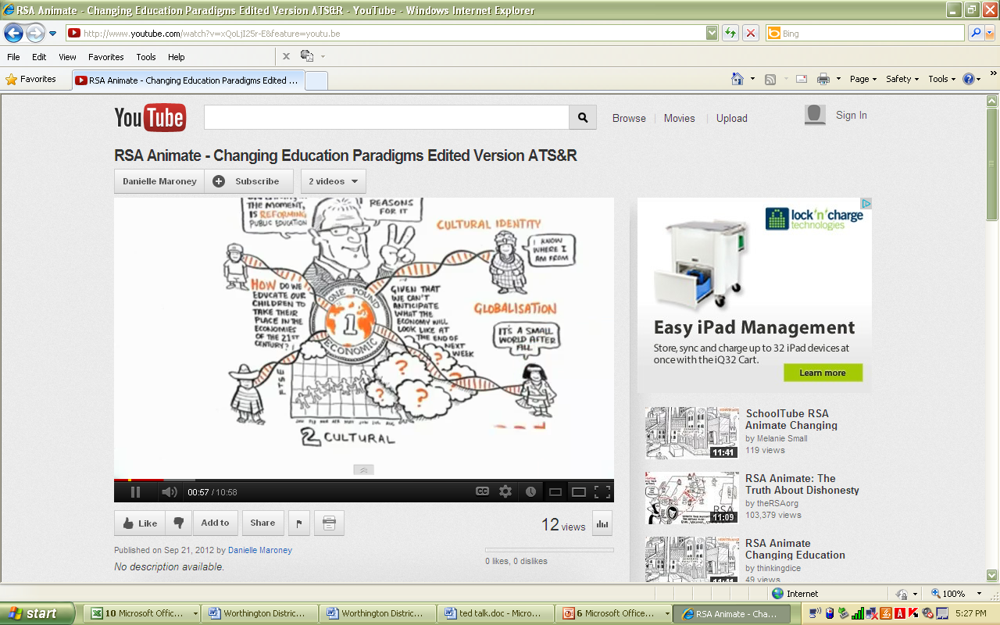 RSA Animate - Changing Education Paradigms Edited Version ATS&R - YouTube - Windows Internet Explorer
http://www.youtube.com/watch?v=xQoLjI25r-E&feature=youtu.be
Bing
File Edit View Favorites Tools Help
Favorites
RSA Animate - Changing Education Paradigms Edited ...
Page Safety Tools
YouTube
Browse Movies Upload
Sign In
RSA Animate - Changing Education Paradigms Edited Version ATS&R
Danielle Maroney Subscribe 2 videos
THE MOMENT,
IS REFORMING
PUBLIC EDUCATION
REASONS
FOR IT
CULTURAL IDENTITY
I KNOW
WHERE I
AM FROM
HOW DO WE
EDUCATE OUR
CHILDREN TO
TAKE THEIR
PLACE IN THE
ECONOMIES
OF THE 21ST
CENTURY?
ONE POUND
1
ECONOMIC
GIVEN THAT
WE CAN'T
ANTICIPATE
WHAT THE
ECONOMY WILL
LOOK LIKE AT
THE END OF
NEXT
WEEK
GLOBALISATION
IT'S A SMALL
WORLD AFTER
ALL
FTSE
? ? ? ? ?
2 CULTURAL
00:57 / 10:58
CC
Like Add to Share
12 views
Published on Sep 21, 2012 by Danielle Maroney
0 likes, 0 dislikes
No description available.
lock'n'charge
technologies
Easy iPad Management
Store, sync and charge up to 32 iPad devices at
once with the iQ32 Cart.
Learn more
SchoolTube RSA
Animate Changing
by Melanie Small
119 views
11:41
RSA Animate: The
Truth About Dishonesty
by theRSAorg
103,379 views
RSA
11:09
RSA Animate
Changing Education
by thinkingdice
49 views
Internet
100%
start
10 Microsoft Offic...
Worthington Distric...
Worthington Distric...
ted talk.doc - Micro...
6 Microsoft Office...
RSA Animate - Cha...
5:27 PM